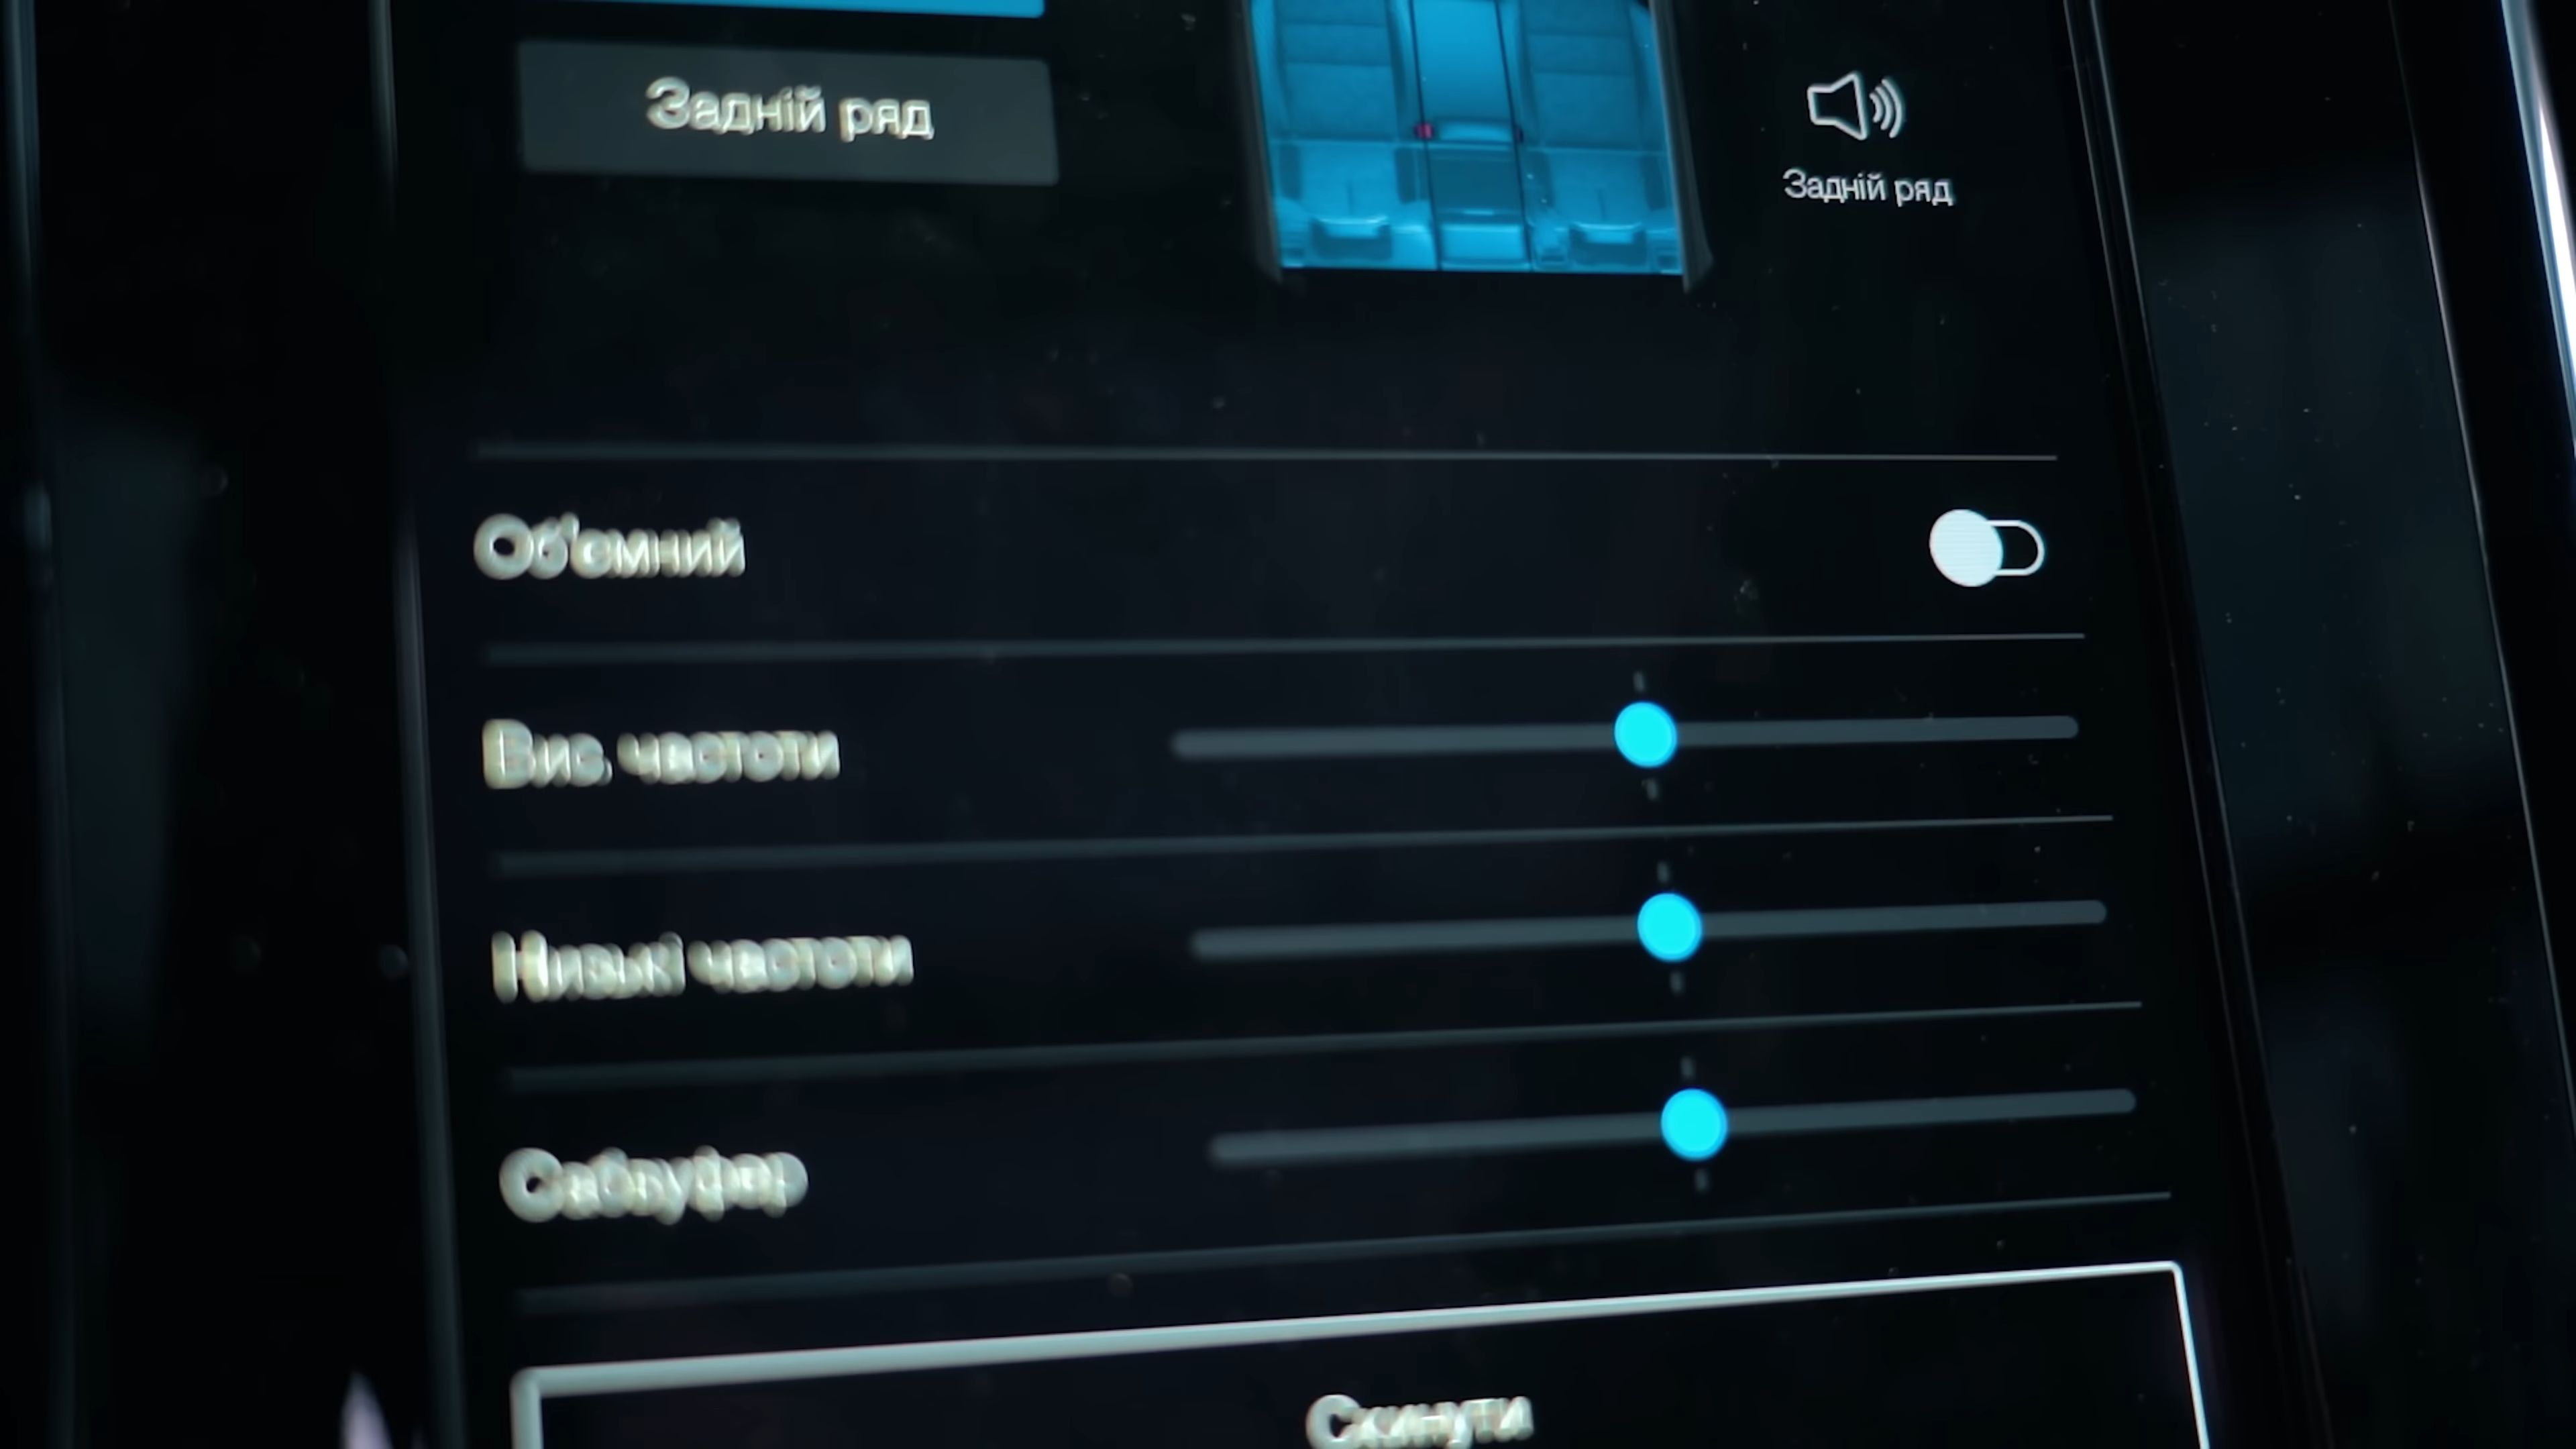 Задній ряд
Задній ряд
Об'ємний
Вис. частоти
Низькі частоти
Сабвуфер
Скинути